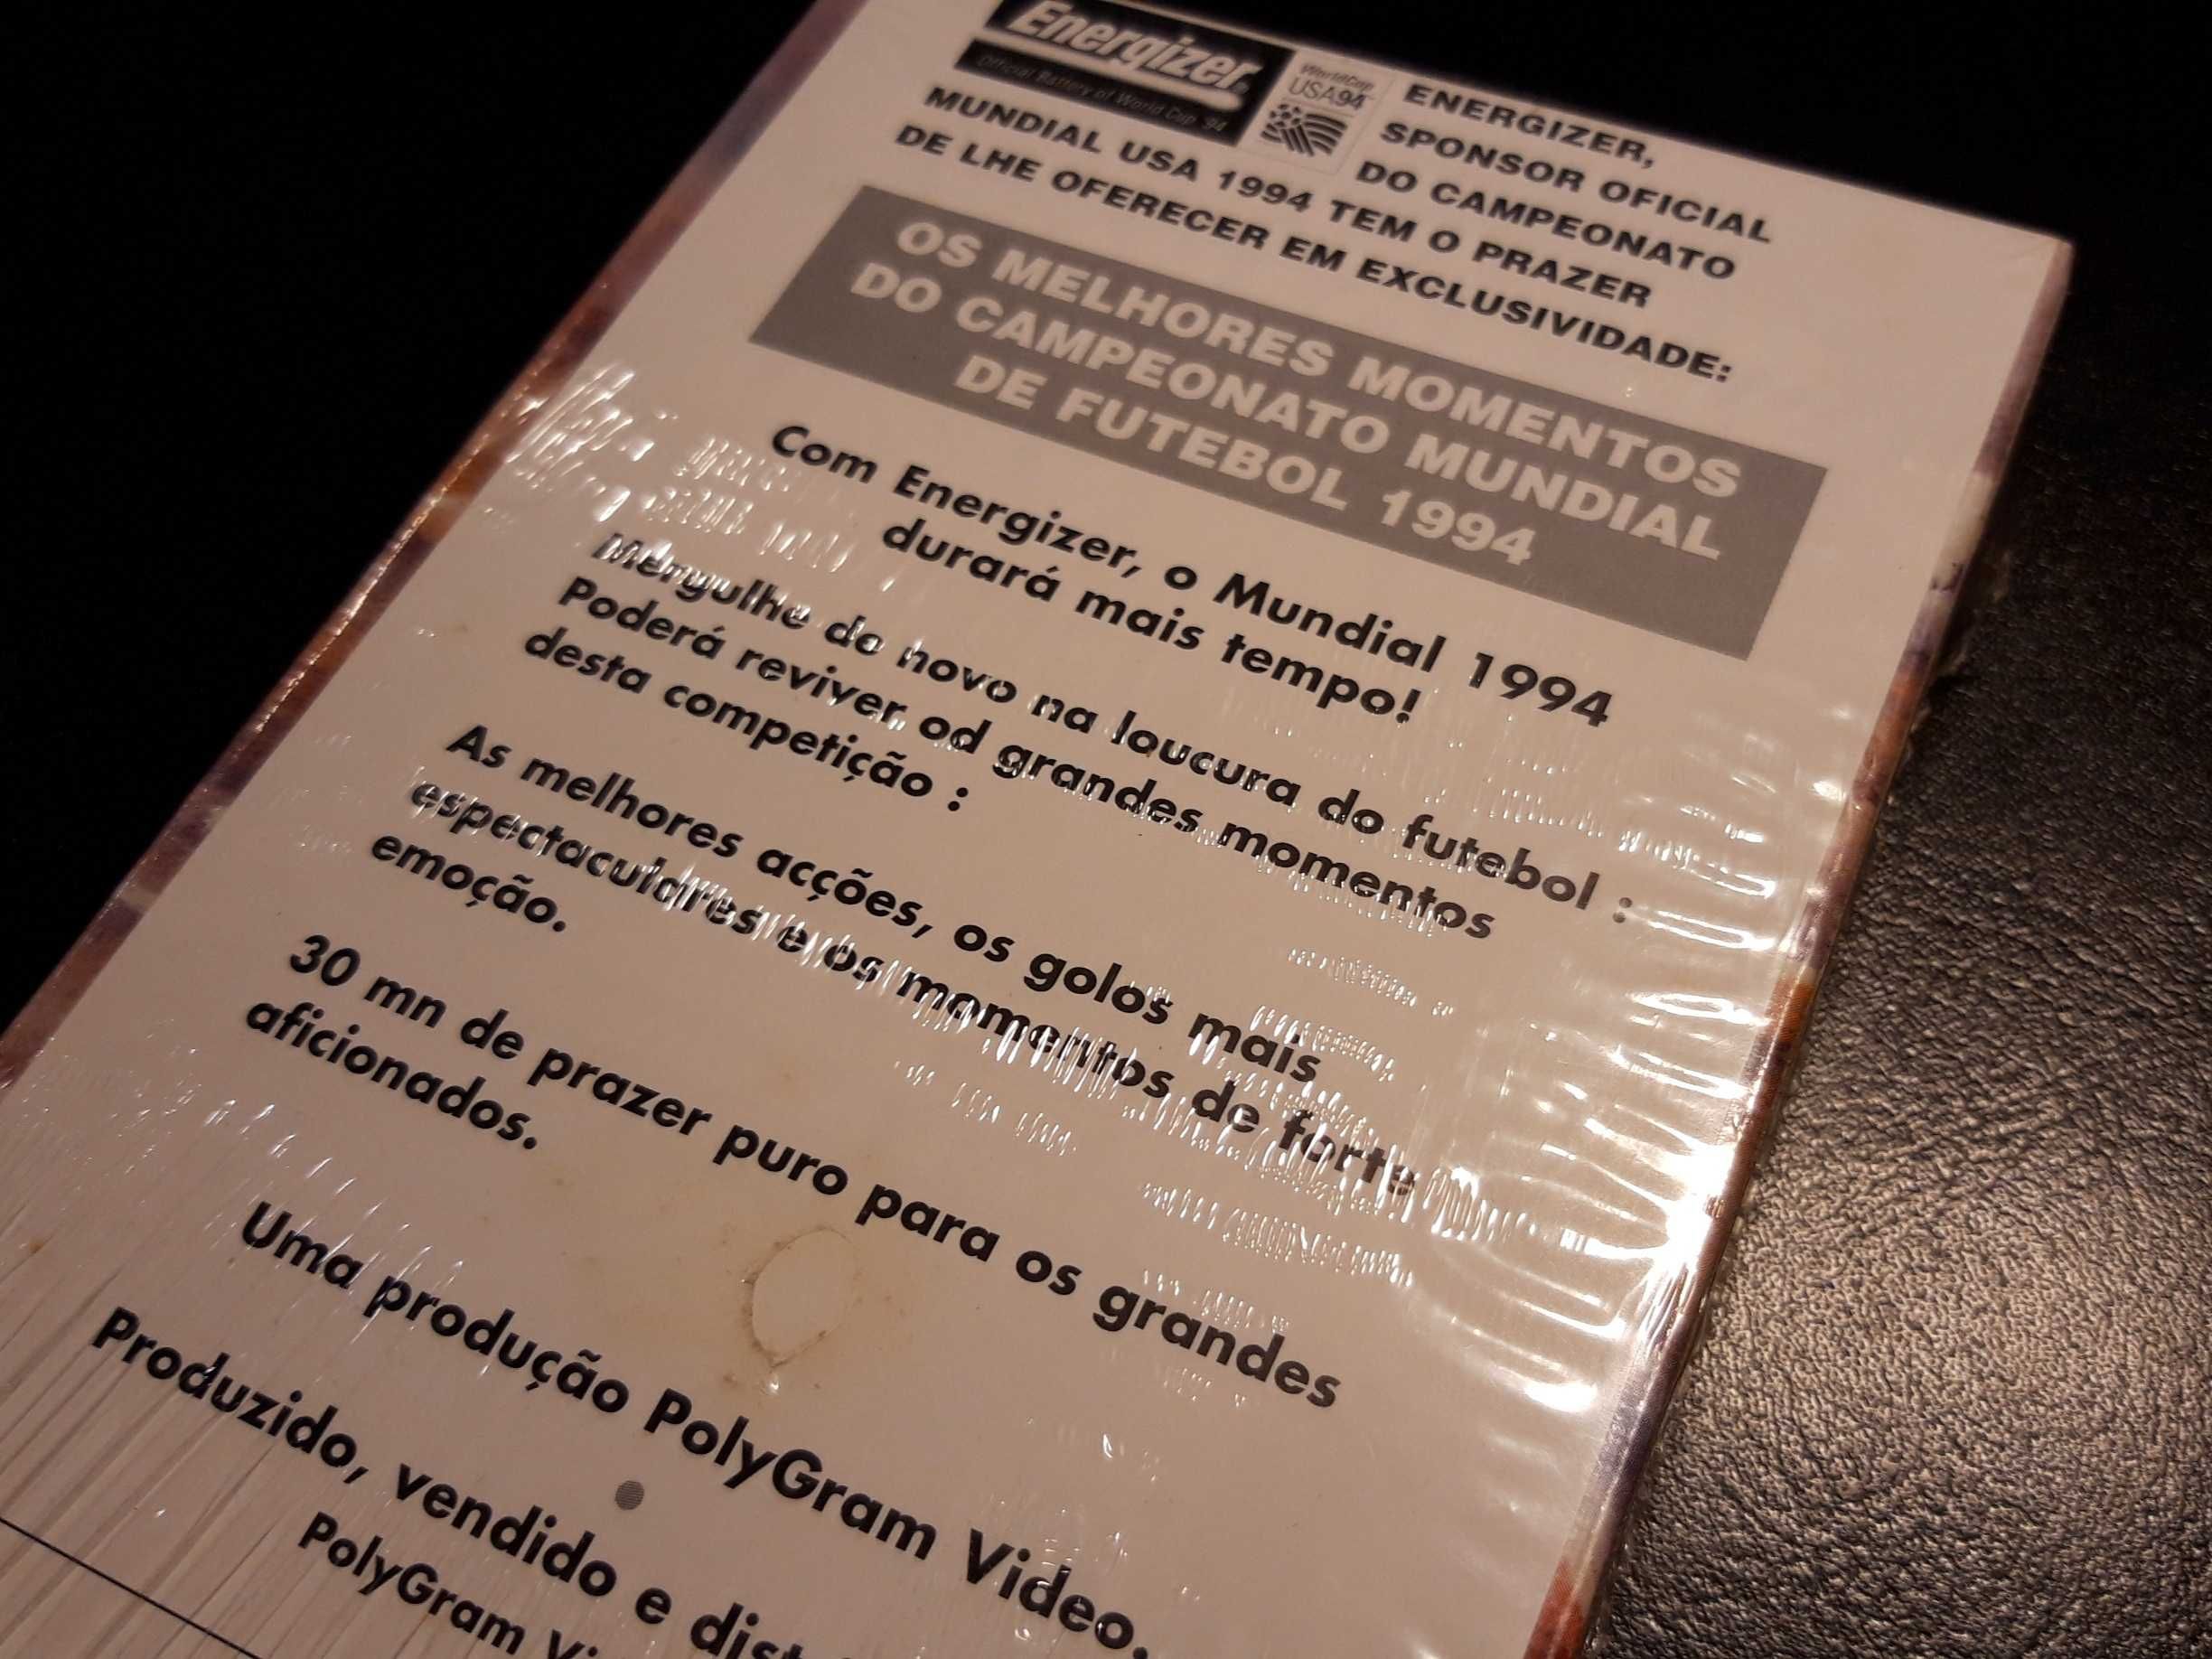 Energizer
Official Battery of World Cup '94
WorldCup
USA94
ENERGIZER,
SPONSOR OFICIAL
DO CAMPEONATO
MUNDIAL USA 1994 TEM O PRAZER
DE LHE OFERECER EM EXCLUSIVIDADE:
OS MELHORES MOMENTOS
DO CAMPEONATO MUNDIAL
DE FUTEBOL 1994
Com Energizer, o Mundial 1994
durará mais tempo!
Mergulhe do novo na loucura do futebol :
Poderá reviver od grandes momentos
desta competição :
As melhores acções, os golos mais
espectaculares e os momentos de forte
emoção.
30 mn de prazer puro para os grandes
aficionados.
Uma produção PolyGram Video.
Produzido, vendido e
PolyGram